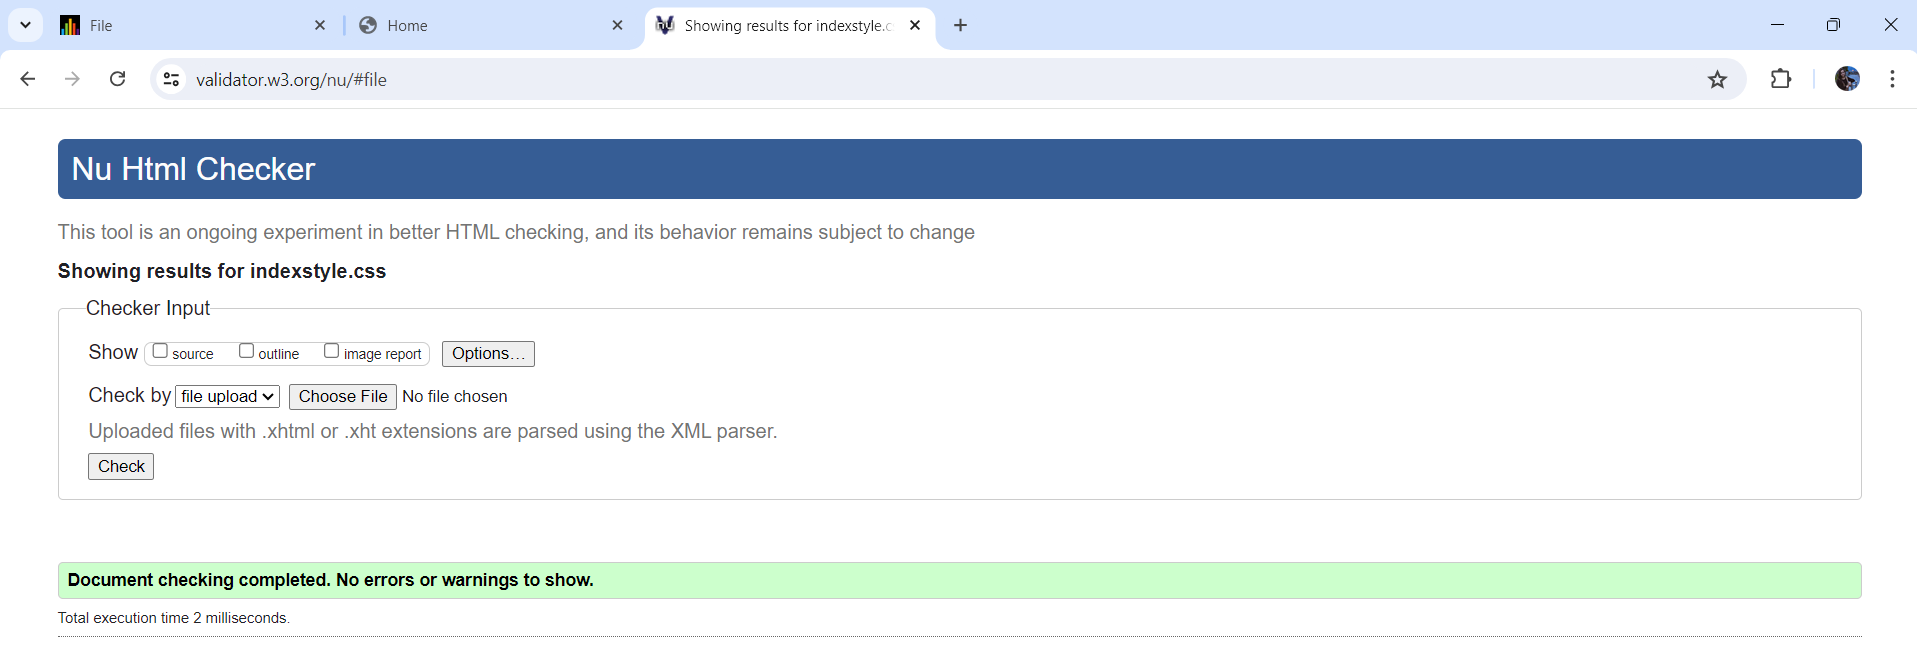 File
Home
Showing results for indexstyle.c
validator.w3.org/nu/#file
Nu Html Checker
This tool is an ongoing experiment in better HTML checking, and its behavior remains subject to change
Showing results for indexstyle.css
Checker Input
Show source outline image report Options...
Check by file upload Choose File No file chosen
Uploaded files with .xhtml or .xht extensions are parsed using the XML parser.
Check
Document checking completed. No errors or warnings to show.
Total execution time 2 milliseconds.